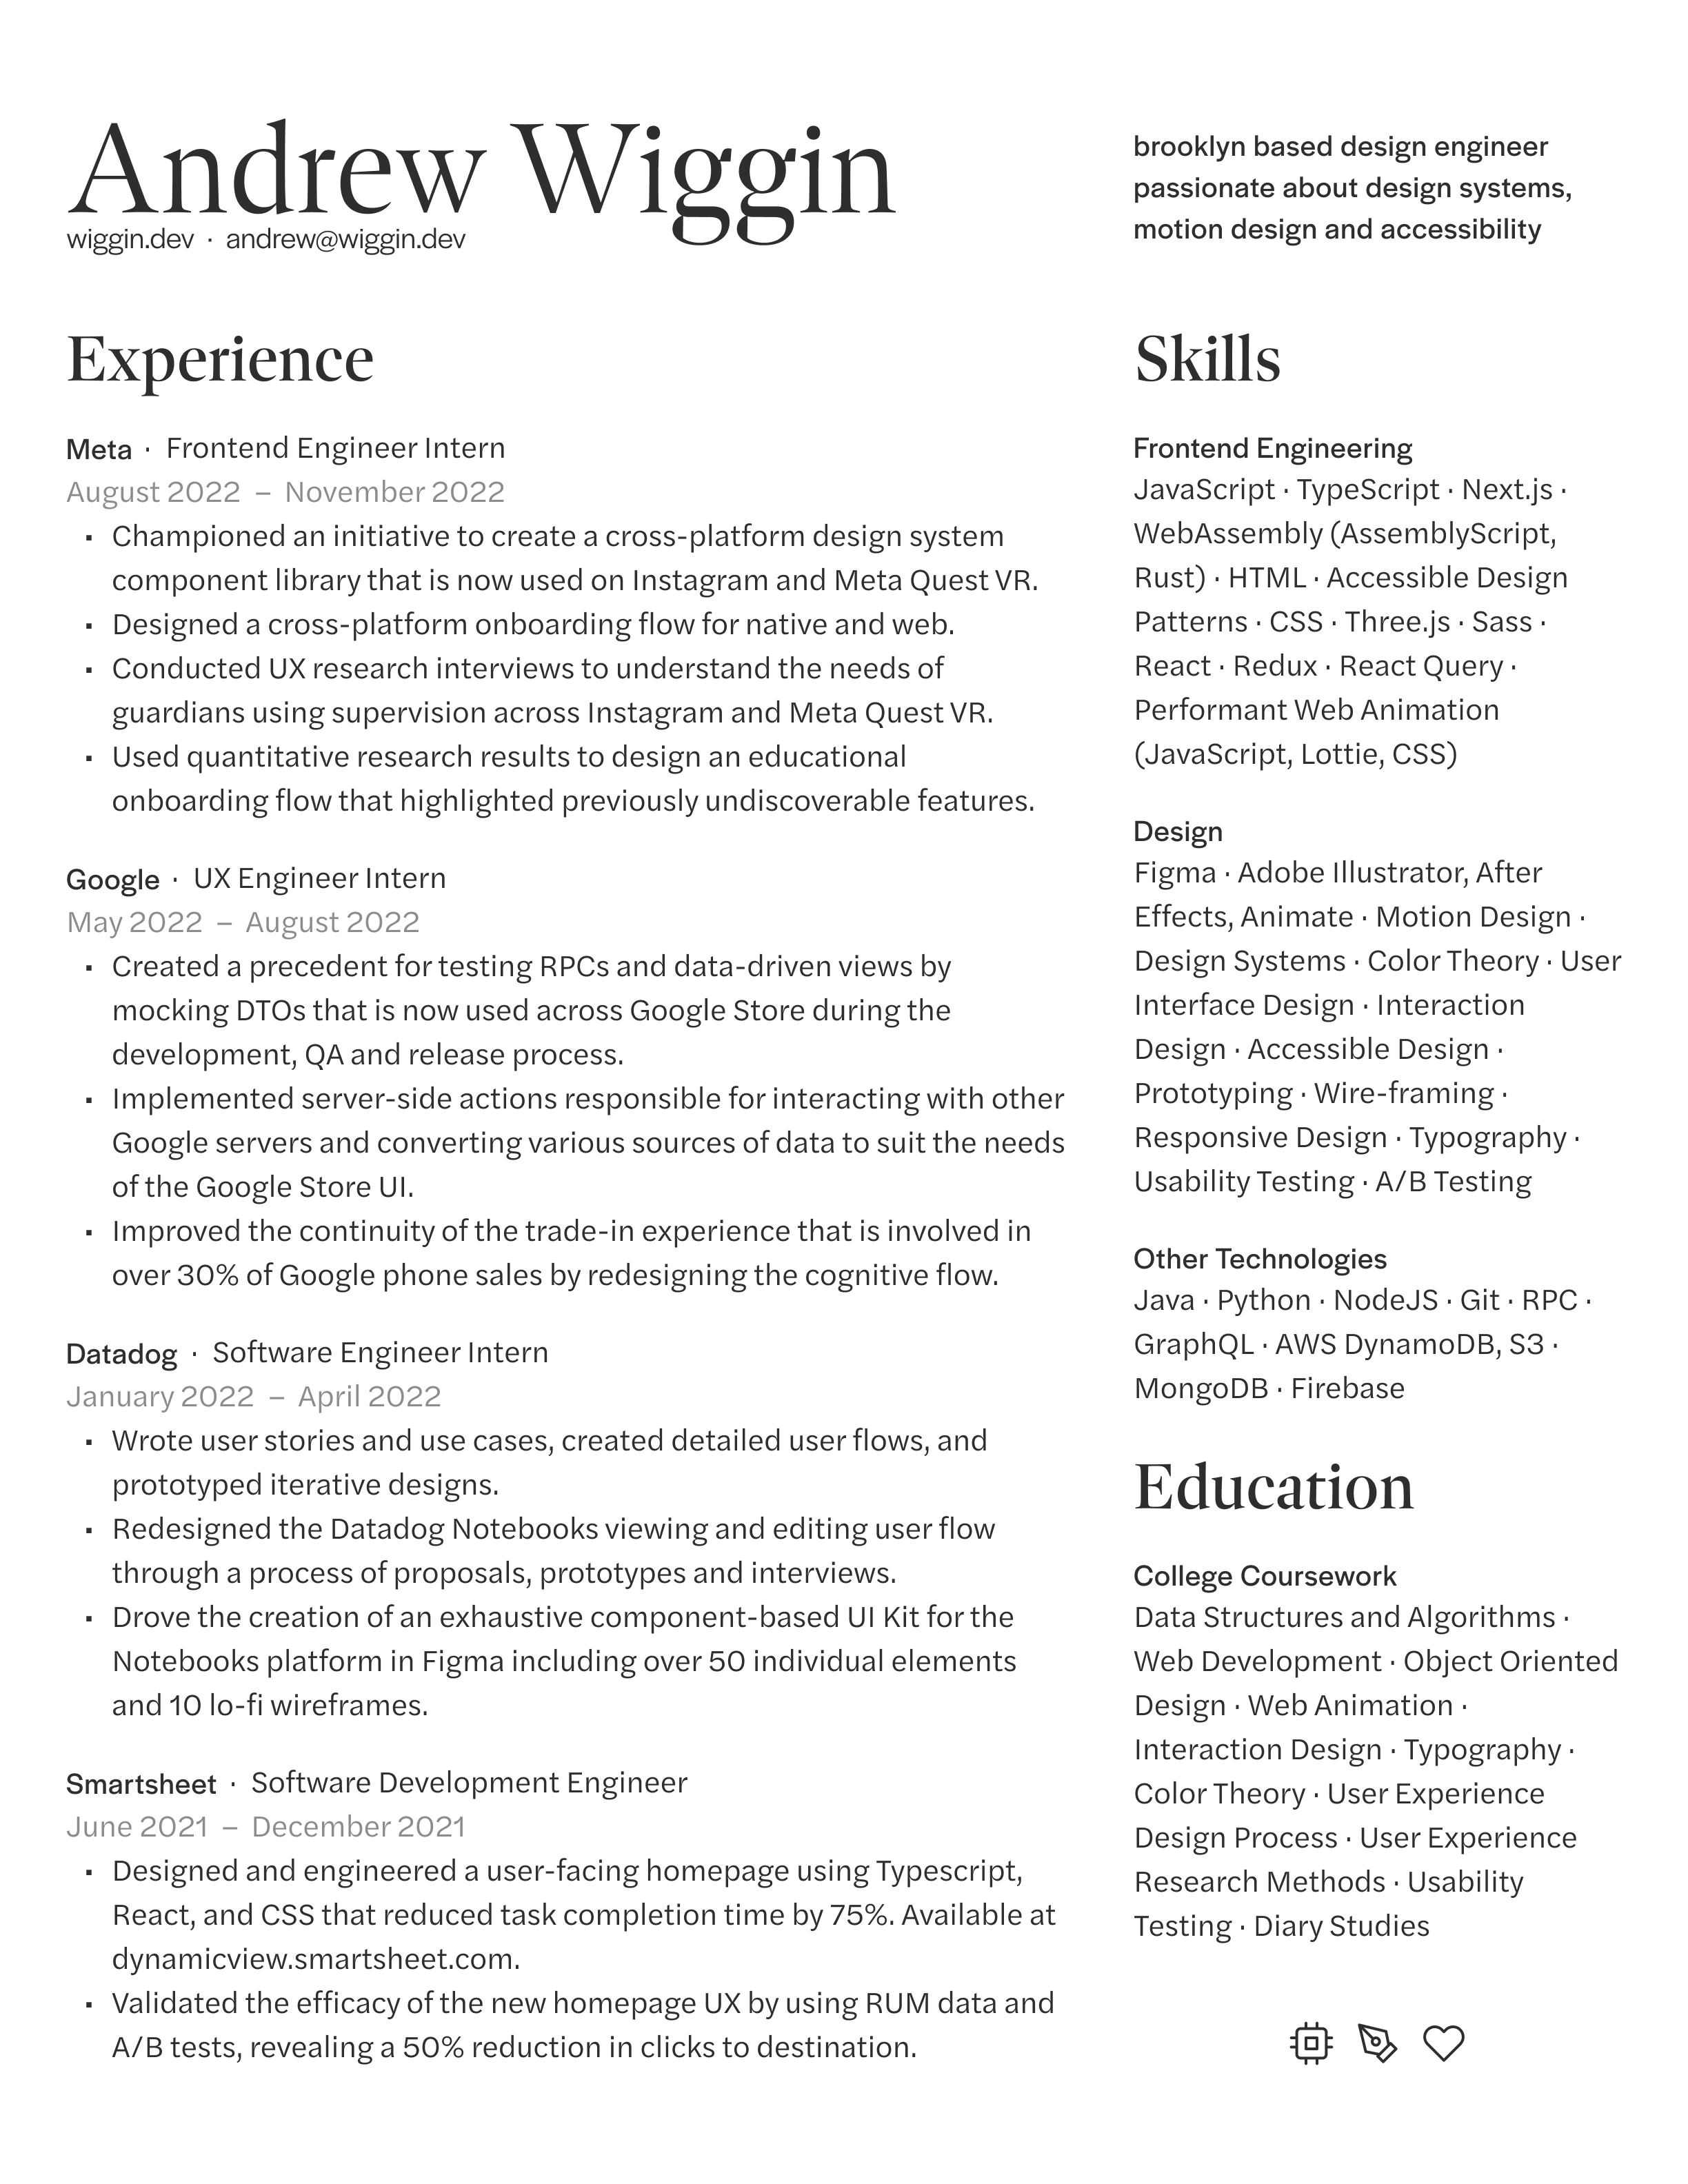 Andrew Wiggin
wiggin.dev · andrew@wiggin.dev
brooklyn based design engineer
passionate about design systems,
motion design and accessibility
Experience
Meta · Frontend Engineer Intern
August 2022 – November 2022
▪ Championed an initiative to create a cross-platform design system
component library that is now used on Instagram and Meta Quest VR.
▪ Designed a cross-platform onboarding flow for native and web.
▪ Conducted UX research interviews to understand the needs of
guardians using supervision across Instagram and Meta Quest VR.
▪ Used quantitative research results to design an educational
onboarding flow that highlighted previously undiscoverable features.
Google · UX Engineer Intern
May 2022 – August 2022
▪ Created a precedent for testing RPCs and data-driven views by
mocking DTOs that is now used across Google Store during the
development, QA and release process.
▪ Implemented server-side actions responsible for interacting with other
Google servers and converting various sources of data to suit the needs
of the Google Store UI.
▪ Improved the continuity of the trade-in experience that is involved in
over 30% of Google phone sales by redesigning the cognitive flow.
Datadog · Software Engineer Intern
January 2022 – April 2022
▪ Wrote user stories and use cases, created detailed user flows, and
prototyped iterative designs.
▪ Redesigned the Datadog Notebooks viewing and editing user flow
through a process of proposals, prototypes and interviews.
▪ Drove the creation of an exhaustive component-based UI Kit for the
Notebooks platform in Figma including over 50 individual elements
and 10 lo-fi wireframes.
Smartsheet · Software Development Engineer
June 2021 – December 2021
▪ Designed and engineered a user-facing homepage using Typescript,
React, and CSS that reduced task completion time by 75%. Available at
dynamicview.smartsheet.com.
▪ Validated the efficacy of the new homepage UX by using RUM data and
A/B tests, revealing a 50% reduction in clicks to destination.
Skills
Frontend Engineering
JavaScript · TypeScript · Next.js ·
WebAssembly (AssemblyScript,
Rust) · HTML · Accessible Design
Patterns · CSS · Three.js · Sass ·
React · Redux · React Query ·
Performant Web Animation
(JavaScript, Lottie, CSS)
Design
Figma · Adobe Illustrator, After
Effects, Animate · Motion Design ·
Design Systems · Color Theory · User
Interface Design · Interaction
Design · Accessible Design ·
Prototyping · Wire-framing ·
Responsive Design · Typography ·
Usability Testing · A/B Testing
Other Technologies
Java · Python · NodeJS · Git · RPC ·
GraphQL · AWS DynamoDB, S3 ·
MongoDB · Firebase
Education
College Coursework
Data Structures and Algorithms ·
Web Development · Object Oriented
Design · Web Animation ·
Interaction Design · Typography ·
Color Theory · User Experience
Design Process · User Experience
Research Methods · Usability
Testing · Diary Studies